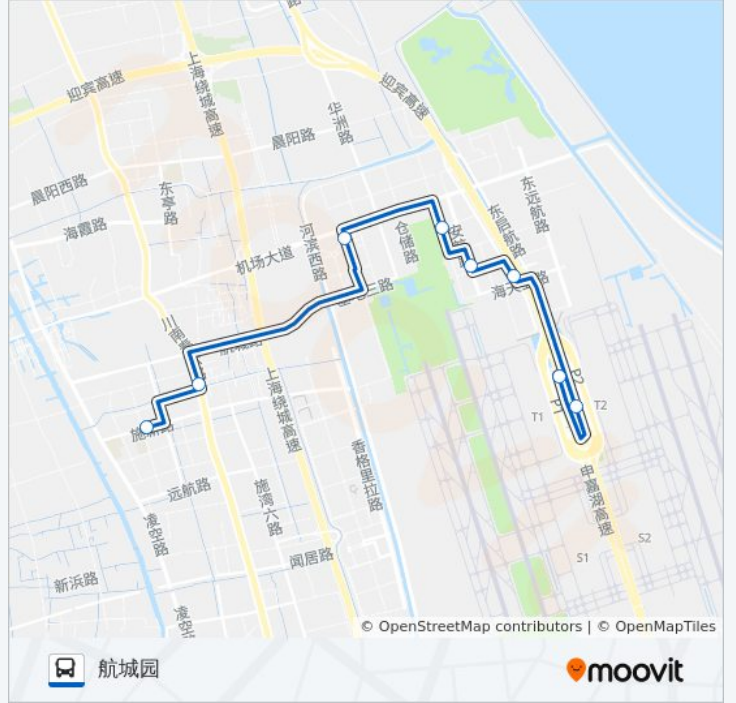 迎宾高速
上海绕城高速
路
迎宾高速
华洲路
晨阳路
晨阳西路
东亭路
海霞路
河滨西路
仓储路
东启航路
东远航路
机场大道
三路
川南
施新路
P2
P1
T1
T2
上海绕城高速
香格里拉路
远航路
施湾六路
凌空路
闻居路
新浜路
凌空
申嘉湖高速
S1
S2
© OpenStreetMap contributors | © OpenMapTiles
航城园
moovit